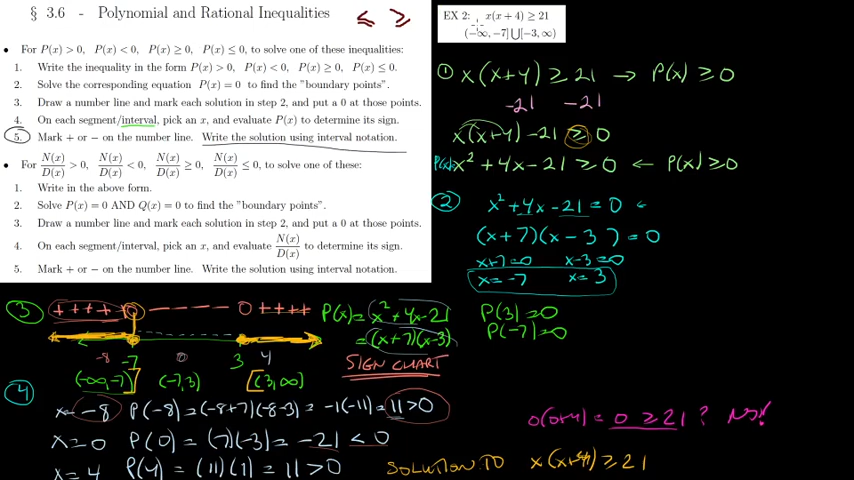 § 3.6 - Polynomial and Rational Inequalities
< ≥
• For P(x) > 0, P(x) < 0, P(x) ≥ 0, P(x) ≤ 0, to solve one of these inequalities:
1. Write the inequality in the form P(x) > 0, P(x) < 0, P(x) ≥ 0, P(x) ≤ 0.
2. Solve the corresponding equation P(x) = 0 to find the "boundary points".
3. Draw a number line and mark each solution in step 2, and put a 0 at those points.
4. On each segment/interval, pick an x, and evaluate P(x) to determine its sign.
5. Mark + or − on the number line. Write the solution using interval notation.
• For N(x)/D(x) > 0, N(x)/D(x) < 0, N(x)/D(x) ≥ 0, N(x)/D(x) ≤ 0, to solve one of these:
1. Write in the above form.
2. Solve P(x) = 0 AND Q(x) = 0 to find the "boundary points".
3. Draw a number line and mark each solution in step 2, and put a 0 at those points.
4. On each segment/interval, pick an x, and evaluate N(x)/D(x) to determine its sign.
5. Mark + or − on the number line. Write the solution using interval notation.
EX 2: x(x + 4) ≥ 21
(−∞, −7] ⋃ [−3, ∞)
① x(x+4) ≥ 21 → P(x) ≥ 0
-21 -21
x(x+4) -21 ≥ 0
P(x): x² + 4x - 21 ≥ 0 ← P(x) ≥ 0
② x² + 4x - 21 = 0
(x+7)(x-3) = 0
x+7=0 x-3=0
x=-7 x=3
P(3)=0
P(-7)=0
③ ++++ 0 ------ 0 ++++ P(x)= x² + 4x - 21
= (x+7)(x-3)
-8 -7 0 3 4 SIGN CHART
(-∞,-7)] (-7,3) [(3,∞)
④
x=-8 P(-8)=(-8+7)(-8-3)=-1(-11)=11>0
x=0 P(0)=(7)(-3)=-21<0
x=4 P(4)=(11)(1)=11>0
0(0+4)=0≥21? NO!
SOLUTION TO x(x+4)≥21